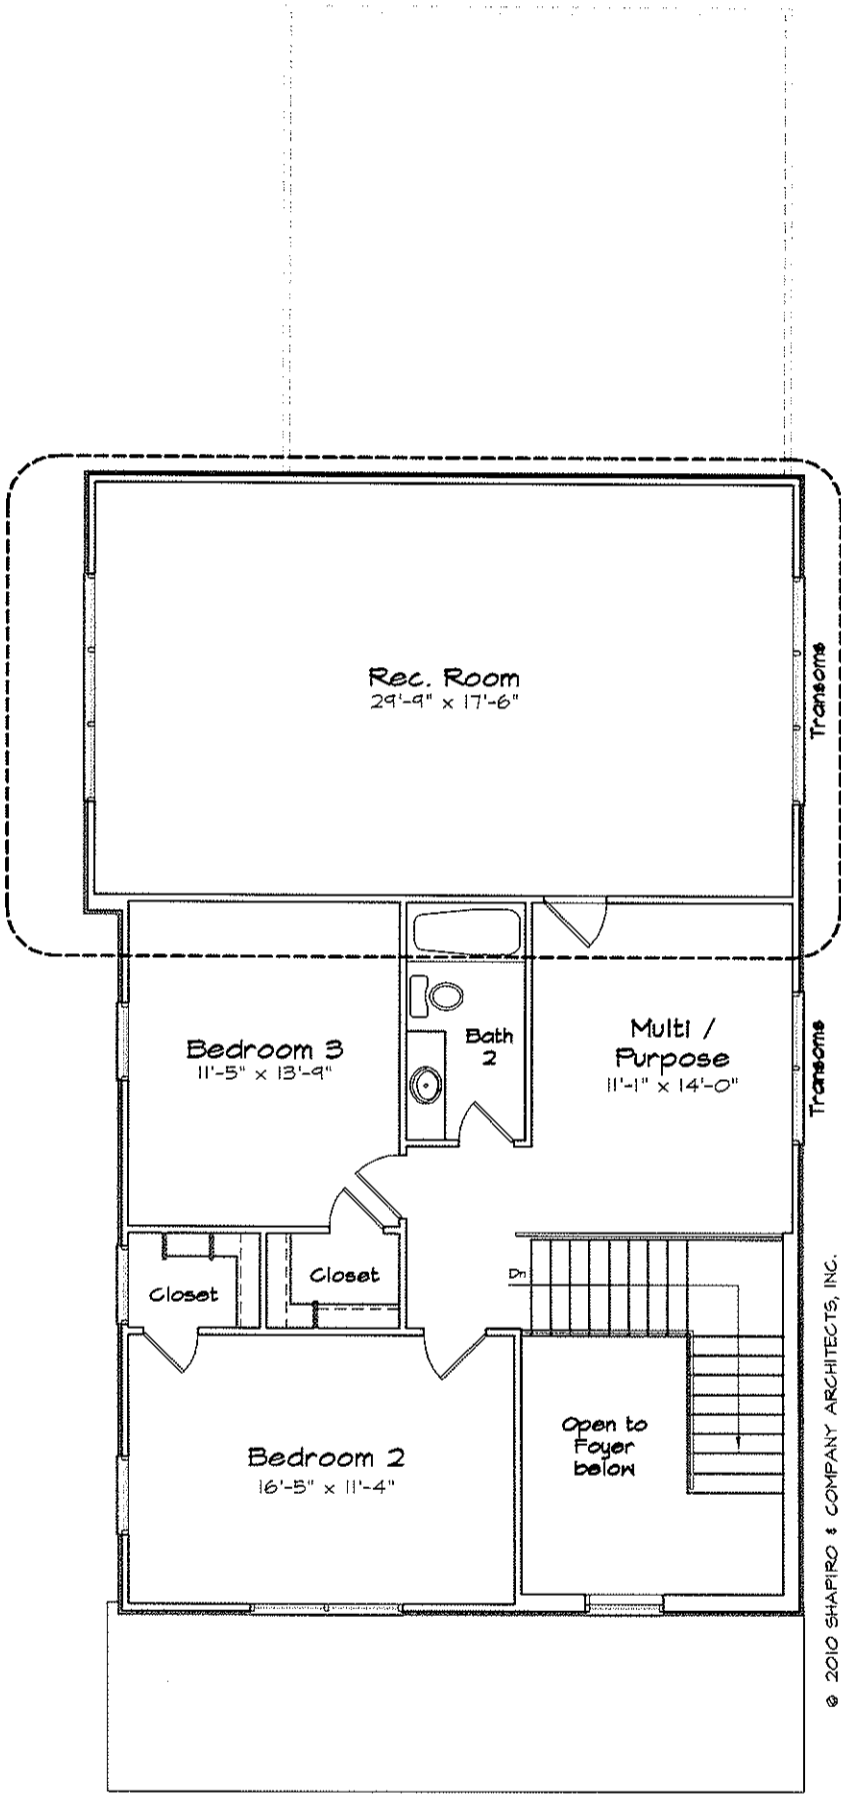 Rec. Room
29'-9" x 17'-6"
Transoms
Bedroom 3
11'-5" x 13'-9"
Bath
2
Multi /
Purpose
11'-1" x 14'-0"
Transoms
Closet
Closet
Dn
Bedroom 2
16'-5" x 11'-4"
Open to
Foyer
below
© 2010 SHAPIRO & COMPANY ARCHITECTS, INC.